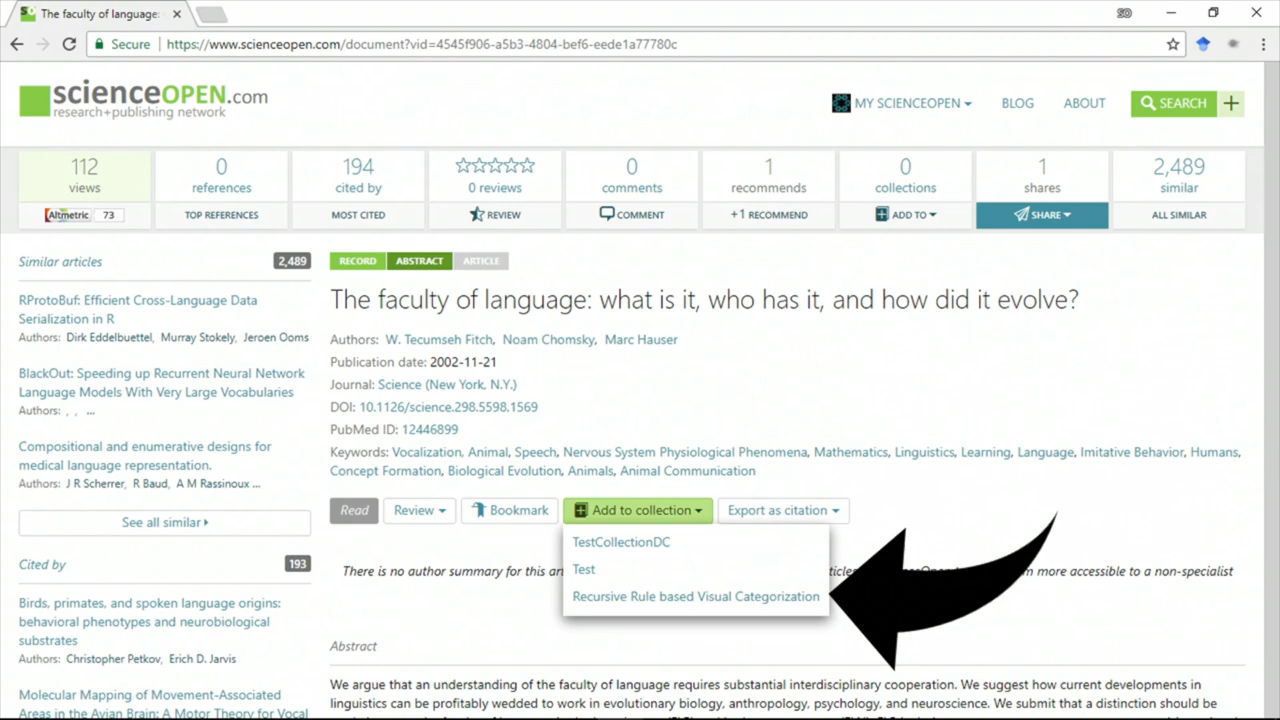 The faculty of language:
Secure
https://www.scienceopen.com/document?vid=4545f906-a5b3-4804-bef6-eede1a77780c
scienceOPEN.com
research+publishing network
MY SCIENCEOPEN
BLOG
ABOUT
SEARCH
112
views
Altmetric 73
0
references
TOP REFERENCES
194
cited by
MOST CITED
0 reviews
REVIEW
0
comments
COMMENT
1
recommends
+1 RECOMMEND
0
collections
ADD TO
1
shares
SHARE
2,489
similar
ALL SIMILAR
Similar articles 2,489
RProtoBuf: Efficient Cross-Language Data
Serialization in R
Authors: Dirk Eddelbuettel, Murray Stokely, Jeroen Ooms
BlackOut: Speeding up Recurrent Neural Network
Language Models With Very Large Vocabularies
Authors: , , ...
Compositional and enumerative designs for
medical language representation.
Authors: J R Scherrer, R Baud, A M Rassinoux ...
See all similar
Cited by 193
Birds, primates, and spoken language origins:
behavioral phenotypes and neurobiological
substrates
Authors: Christopher Petkov, Erich D. Jarvis
Molecular Mapping of Movement-Associated
Areas in the Avian Brain: A Motor Theory for Vocal
RECORD ABSTRACT ARTICLE
The faculty of language: what is it, who has it, and how did it evolve?
Authors: W. Tecumseh Fitch, Noam Chomsky, Marc Hauser
Publication date: 2002-11-21
Journal: Science (New York, N.Y.)
DOI: 10.1126/science.298.5598.1569
PubMed ID: 12446899
Keywords: Vocalization, Animal, Speech, Nervous System Physiological Phenomena, Mathematics, Linguistics, Learning, Language, Imitative Behavior, Humans,
Concept Formation, Biological Evolution, Animals, Animal Communication
Read Review Bookmark Add to collection Export as citation
TestCollectionDC
Test
Recursive Rule based Visual Categorization
There is no author summary for this more accessible to a non-specialist
Abstract
We argue that an understanding of the faculty of language requires substantial interdisciplinary cooperation. We suggest how current developments in
linguistics can be profitably wedded to work in evolutionary biology, anthropology, psychology, and neuroscience. We submit that a distinction should be